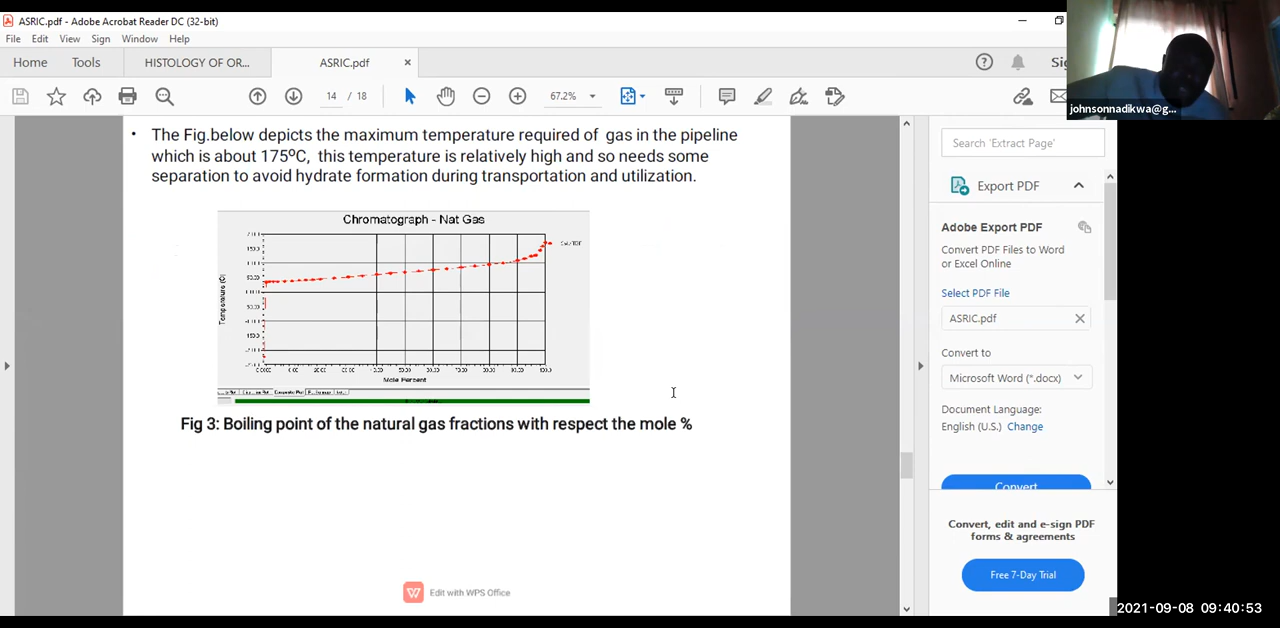 ASRIC.pdf - Adobe Acrobat Reader DC (32-bit)
File Edit View Sign Window Help
Home Tools HISTOLOGY OF OR... ASRIC.pdf ×
14 / 18 67.2%
johnsonnadikwa@g...
• The Fig.below depicts the maximum temperature required of gas in the pipeline
which is about 175ºC, this temperature is relatively high and so needs some
separation to avoid hydrate formation during transportation and utilization.
Chromatograph - Nat Gas
Temperature (C)
Mole Percent
Fig 3: Boiling point of the natural gas fractions with respect the mole %
Edit with WPS Office
Search 'Extract Page'
Export PDF
Adobe Export PDF
Convert PDF Files to Word
or Excel Online
Select PDF File
ASRIC.pdf
Convert to
Microsoft Word (*.docx)
Document Language:
English (U.S.) Change
Convert
Convert, edit and e-sign PDF
forms & agreements
Free 7-Day Trial
2021-09-08 09:40:53